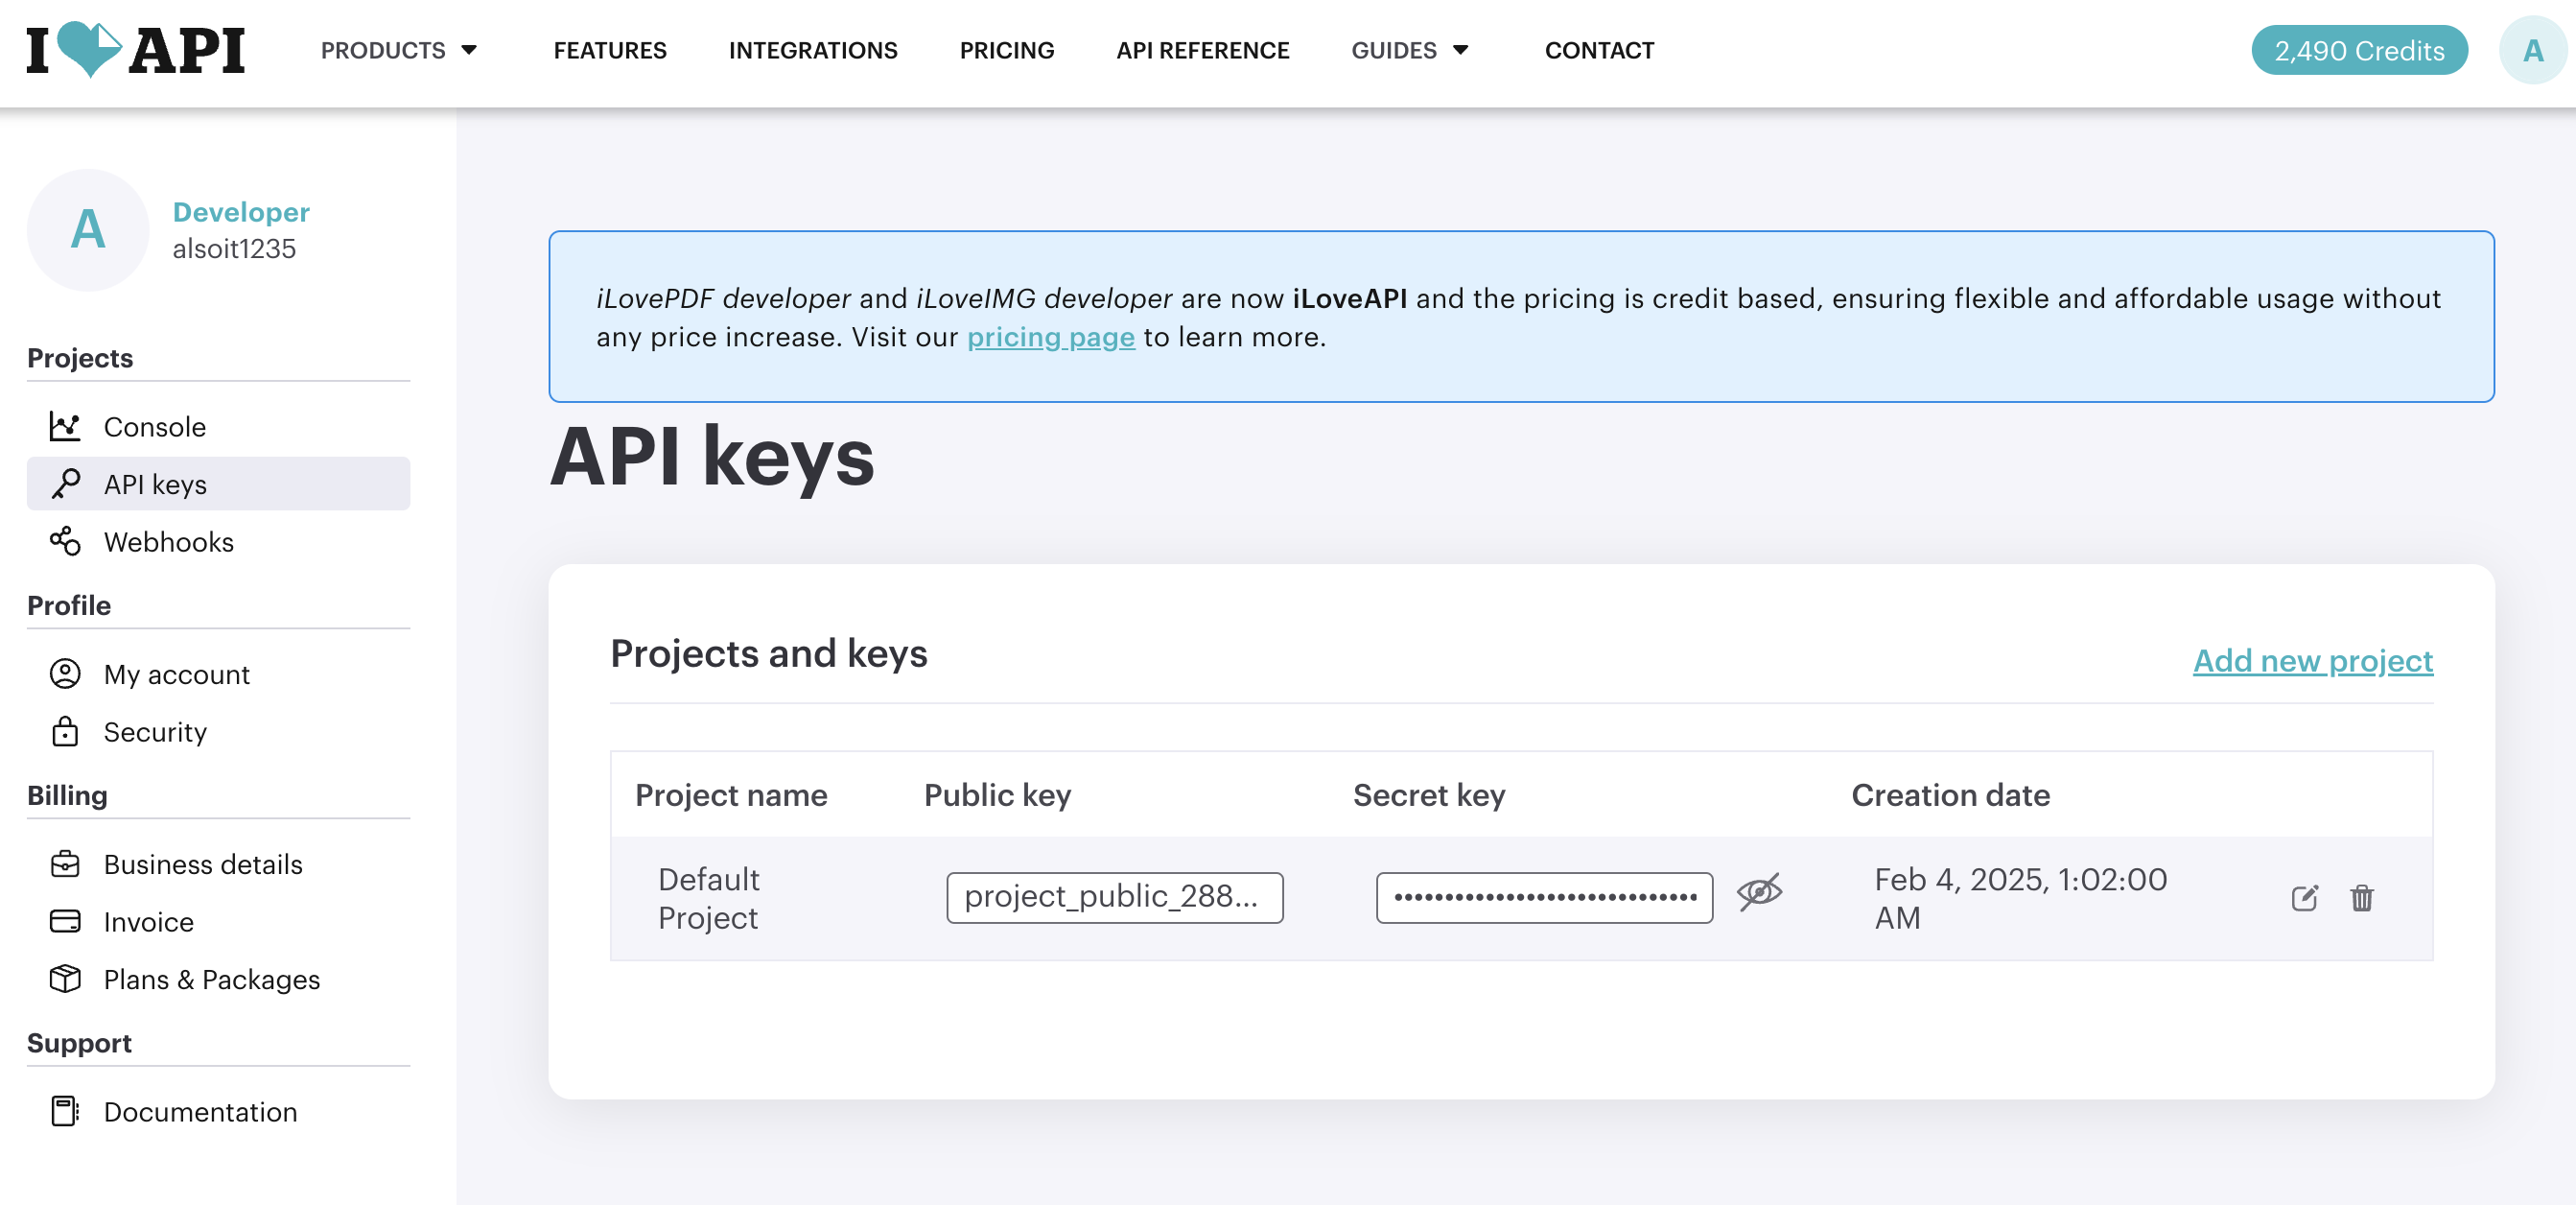 I API
PRODUCTS
FEATURES
INTEGRATIONS
PRICING
API REFERENCE
GUIDES
CONTACT
2,490 Credits
A
A
Developer
alsoit1235
Projects
Console
API keys
Webhooks
Profile
My account
Security
Billing
Business details
Invoice
Plans & Packages
Support
Documentation
iLovePDF developer and iLoveIMG developer are now iLoveAPI and the pricing is credit based, ensuring flexible and affordable usage without
any price increase. Visit our pricing page to learn more.
API keys
Projects and keys
Add new project
Project name
Public key
Secret key
Creation date
Default
Project
project_public_288...
••••••••••••••••••••••••••••••
Feb 4, 2025, 1:02:00
AM